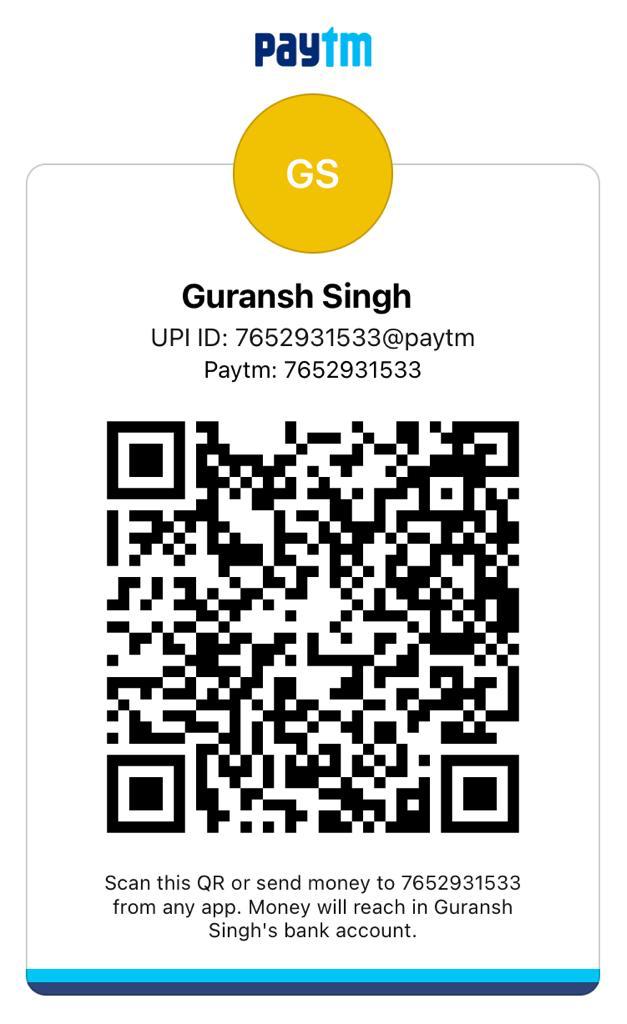 paytm
GS
Guransh Singh
UPI ID: 7652931533@paytm
Paytm: 7652931533
Scan this QR or send money to 7652931533
from any app. Money will reach in Guransh
Singh's bank account.